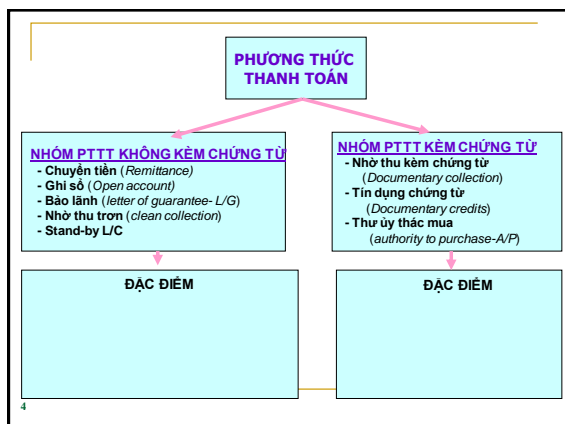 PHƯƠNG THỨC
THANH TOÁN
NHÓM PTTT KHÔNG KÈM CHỨNG TỪ
- Chuyển tiền (Remittance)
- Ghi sổ (Open account)
- Bảo lãnh (letter of guarantee- L/G)
- Nhờ thu trơn (clean collection)
- Stand-by L/C
NHÓM PTTT KÈM CHỨNG TỪ
- Nhờ thu kèm chứng từ
(Documentary collection)
- Tín dụng chứng từ
(Documentary credits)
- Thư ủy thác mua
(authority to purchase-A/P)
ĐẶC ĐIỂM
ĐẶC ĐIỂM
4